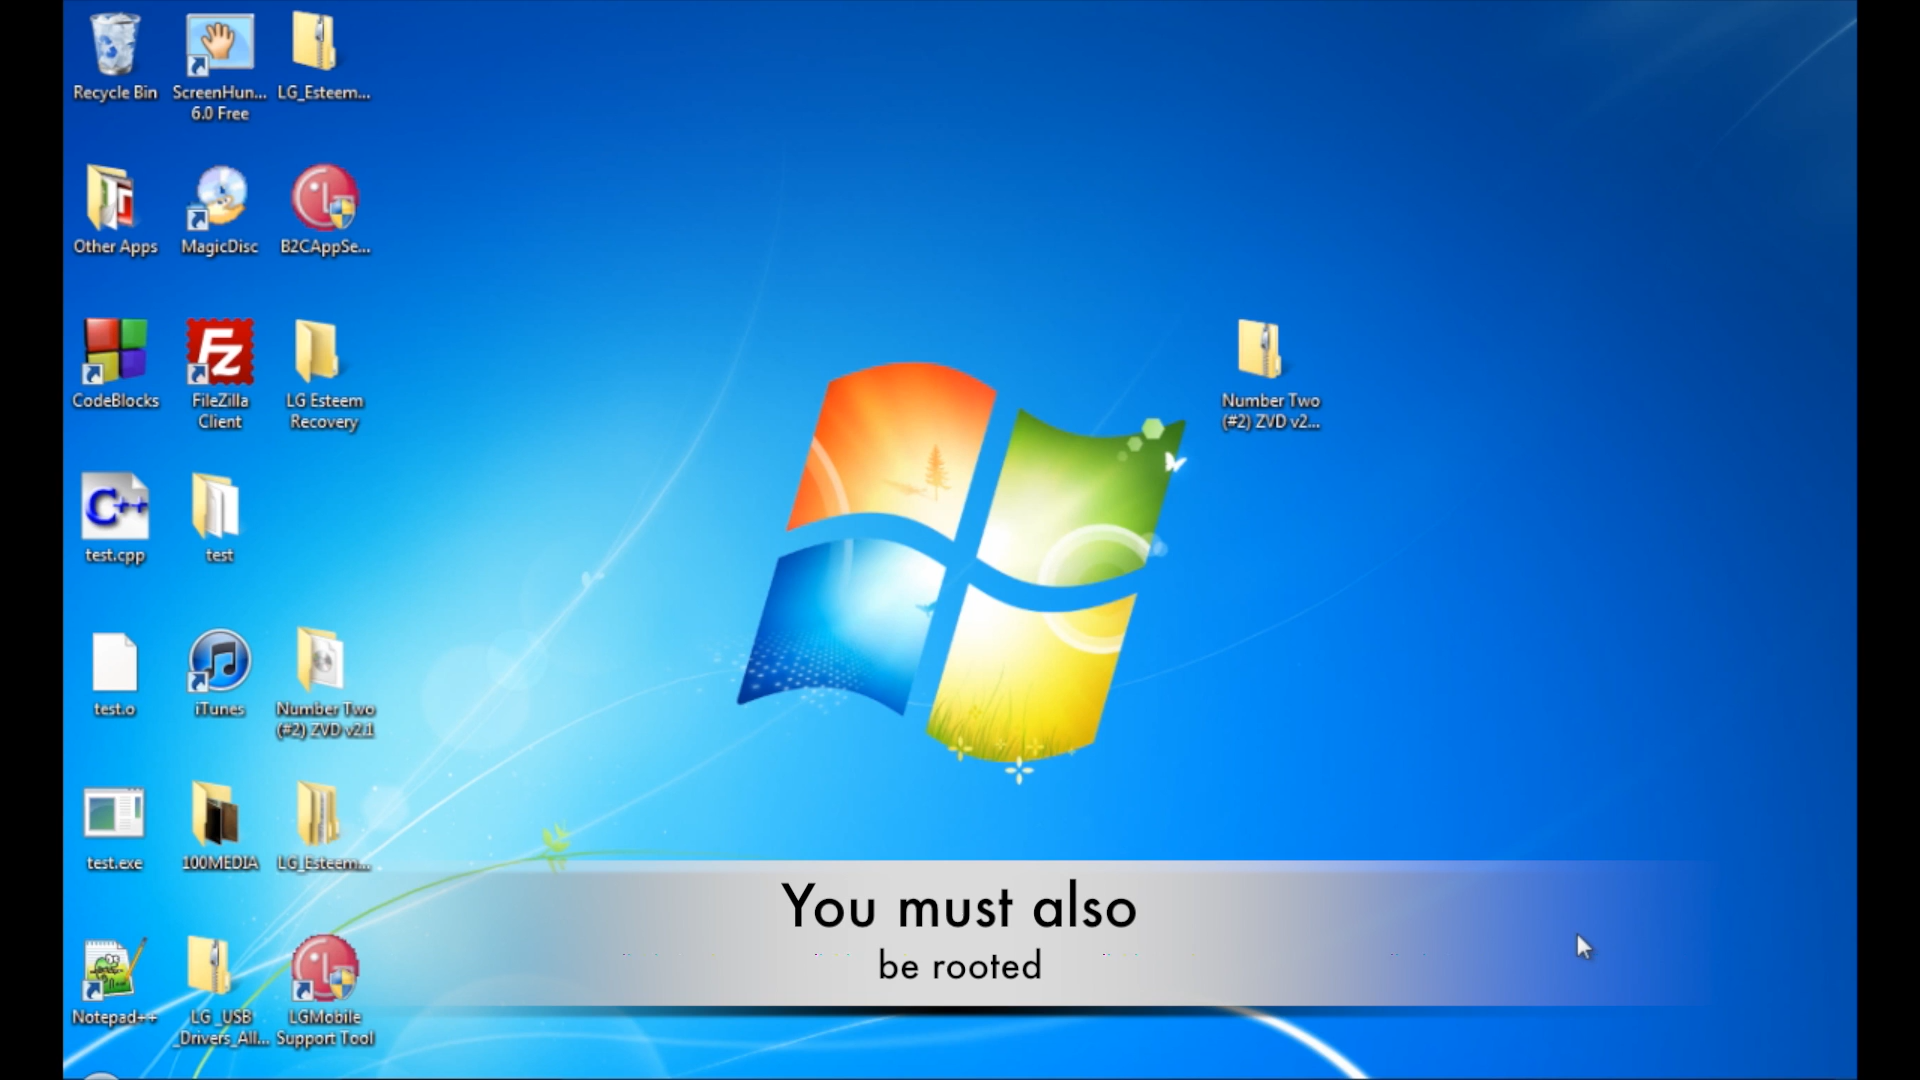 Recycle Bin
ScreenHun...
6.0 Free
LG_Esteem...
Other Apps
MagicDisc
B2CAppSe...
CodeBlocks
FileZilla
Client
LG Esteem
Recovery
Number Two
(#2) ZVD v2...
C++
test.cpp
test
test.o
iTunes
Number Two
(#2) ZVD v2.1
test.exe
100MEDIA
LG_Esteem...
You must also
be rooted
Notepad++
LG_USB
_Drivers_All...
LGMobile
Support Tool